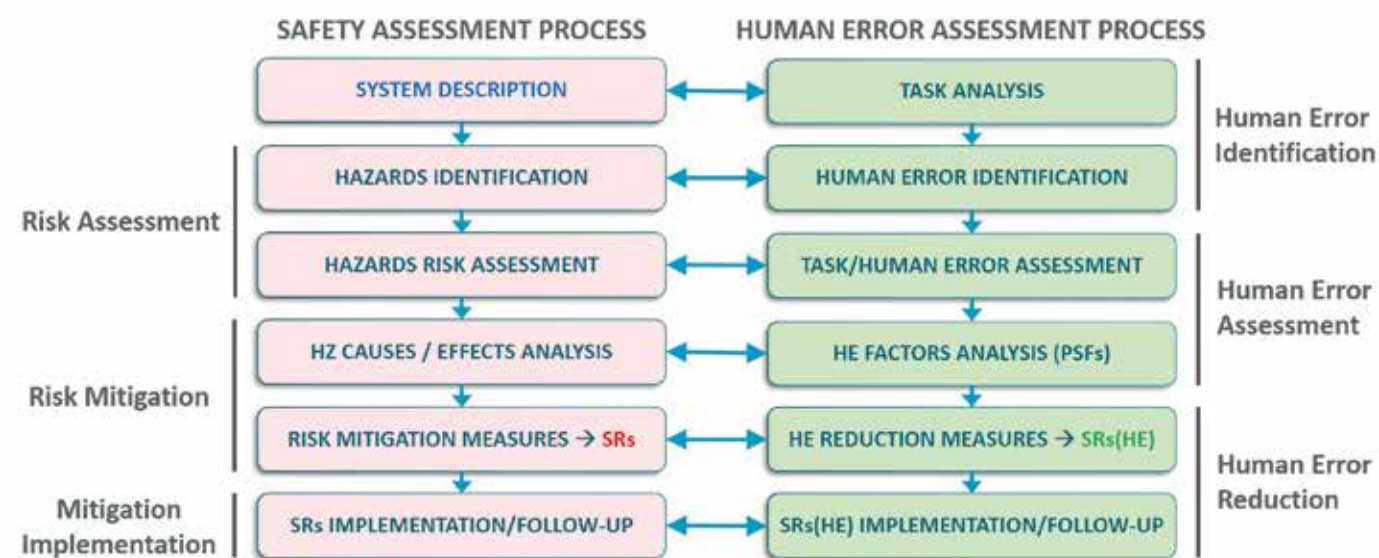 SAFETY ASSESSMENT PROCESS
HUMAN ERROR ASSESSMENT PROCESS
SYSTEM DESCRIPTION
TASK ANALYSIS
Human Error
Identification
HAZARDS IDENTIFICATION
HUMAN ERROR IDENTIFICATION
Risk Assessment
HAZARDS RISK ASSESSMENT
TASK/HUMAN ERROR ASSESSMENT
Human Error
Assessment
HZ CAUSES / EFFECTS ANALYSIS
HE FACTORS ANALYSIS (PSFs)
Risk Mitigation
RISK MITIGATION MEASURES → SRs
HE REDUCTION MEASURES → SRs(HE)
Human Error
Reduction
Mitigation
Implementation
SRs IMPLEMENTATION/FOLLOW-UP
SRs(HE) IMPLEMENTATION/FOLLOW-UP